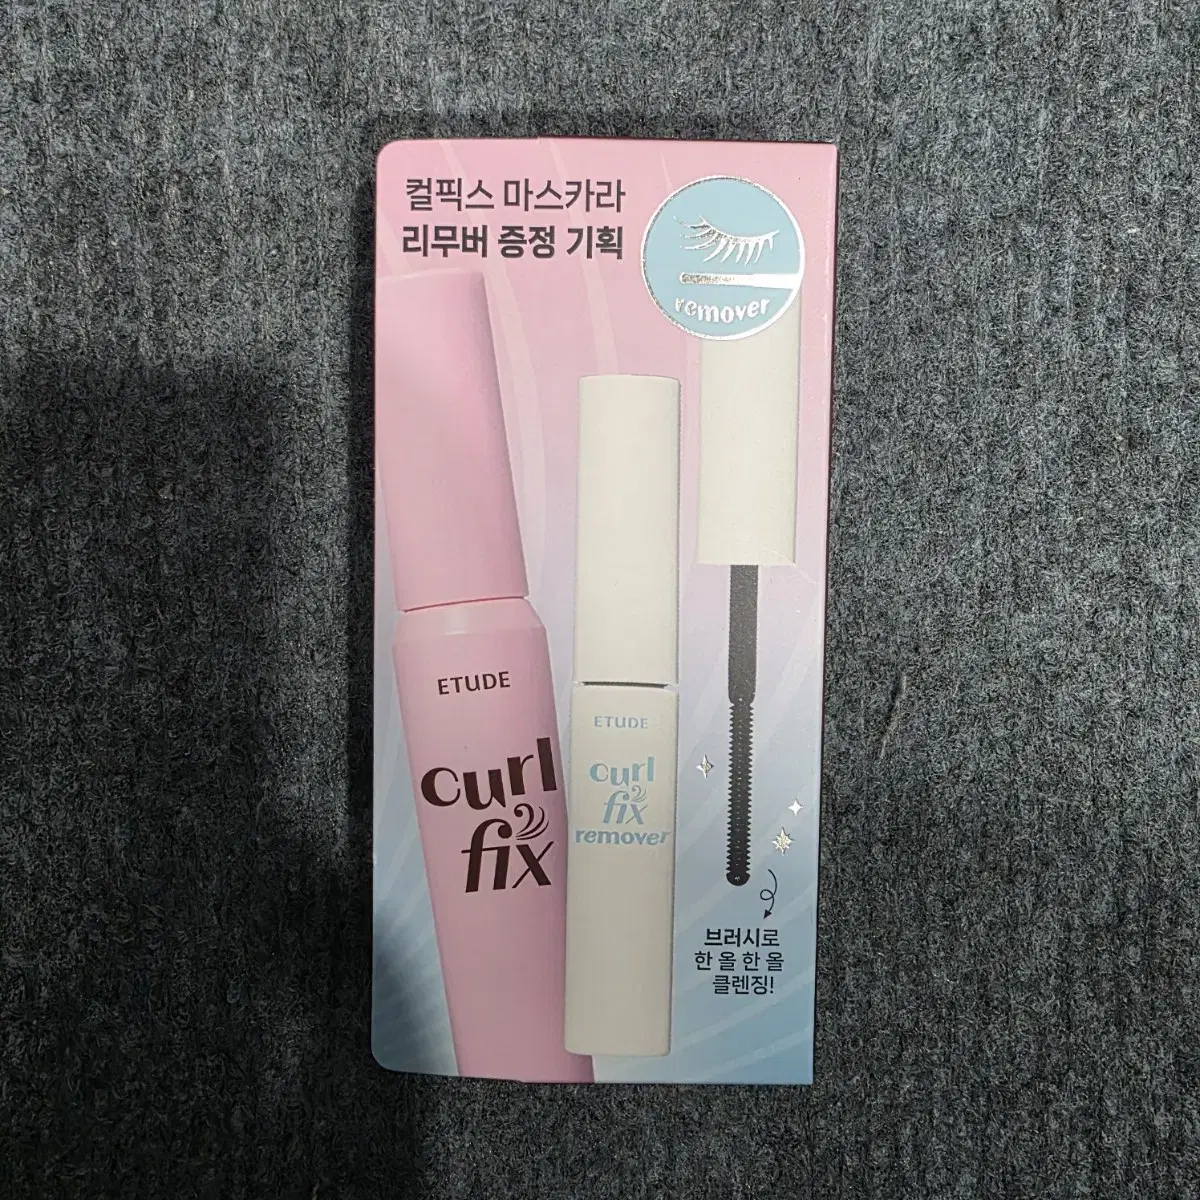 컬픽스 마스카라
리무버 증정 기획
remover
ETUDE
curl
fix
ETUDE
curl
fix
remover
브러시로
한 올 한 올
클렌징!